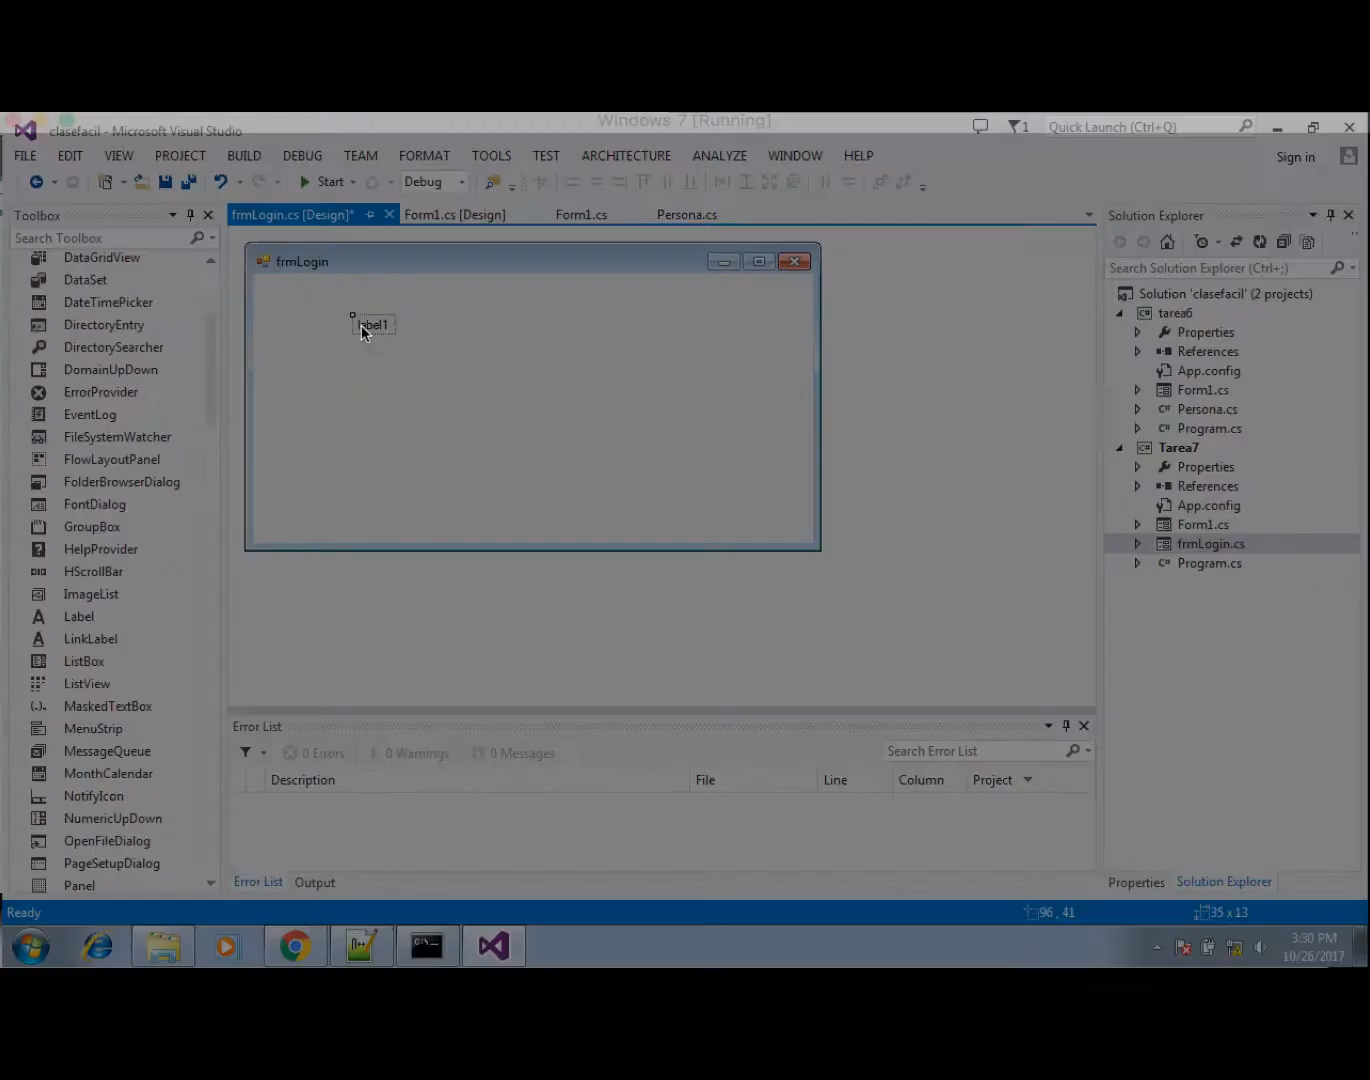 Windows 7 [Running]
clasefacil - Microsoft Visual Studio
1
Quick Launch (Ctrl+Q)
FILE EDIT VIEW PROJECT BUILD DEBUG TEAM FORMAT TOOLS TEST ARCHITECTURE ANALYZE WINDOW HELP
Sign in
Start
Debug
Toolbox
frmLogin.cs [Design]* Form1.cs [Design] Form1.cs Persona.cs
Solution Explorer
Search Toolbox
DataGridView
DataSet
DateTimePicker
DirectoryEntry
DirectorySearcher
DomainUpDown
ErrorProvider
EventLog
FileSystemWatcher
FlowLayoutPanel
FolderBrowserDialog
FontDialog
GroupBox
HelpProvider
HScrollBar
ImageList
Label
LinkLabel
ListBox
ListView
MaskedTextBox
MenuStrip
MessageQueue
MonthCalendar
NotifyIcon
NumericUpDown
OpenFileDialog
PageSetupDialog
Panel
frmLogin
label1
Search Solution Explorer (Ctrl+;)
Solution 'clasefacil' (2 projects)
tarea6
Properties
References
App.config
Form1.cs
Persona.cs
Program.cs
Tarea7
Properties
References
App.config
Form1.cs
frmLogin.cs
Program.cs
Error List
0 Errors 0 Warnings 0 Messages
Search Error List
Description File Line Column Project
Error List Output
Properties Solution Explorer
Ready
96 , 41
35 x 13
3:30 PM
10/26/2017